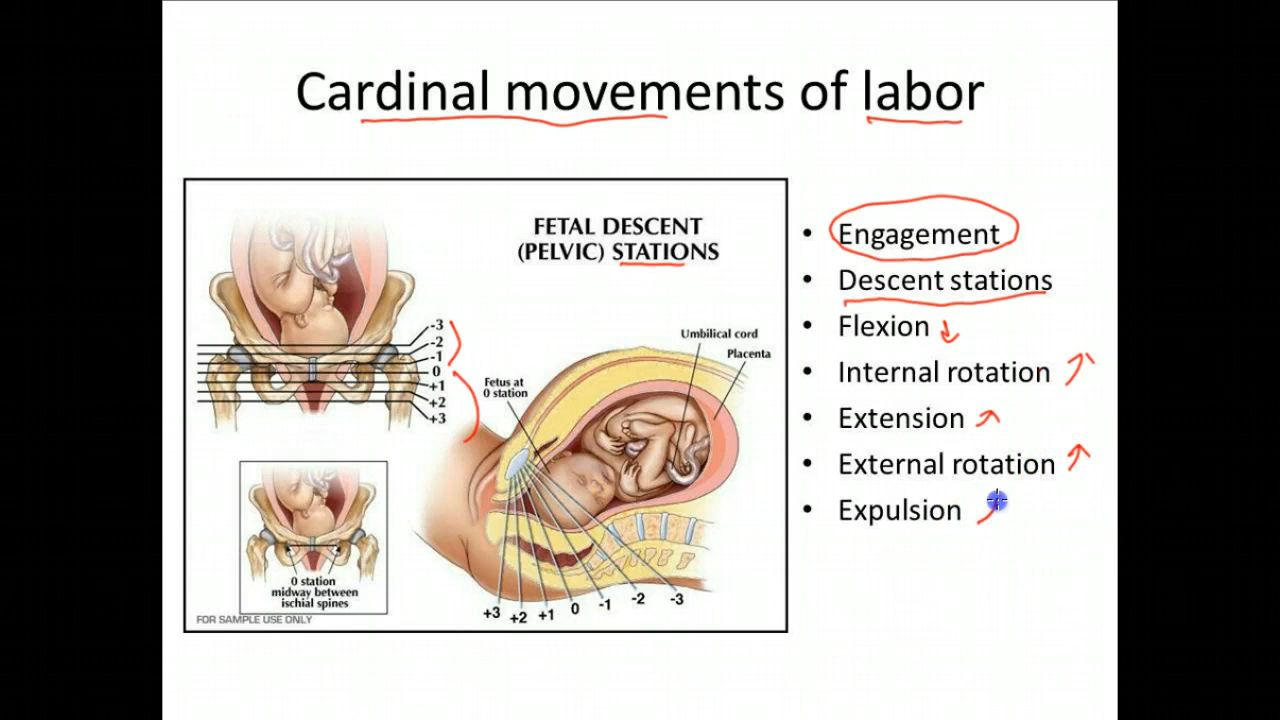 Cardinal movements of labor
FETAL DESCENT
(PELVIC) STATIONS
-3
-2
-1
0
+1
+2
+3
Umbilical cord
Placenta
Fetus at
0 station
0 station
midway between
ischial spines
FOR SAMPLE USE ONLY
+3 +2 +1 0 -1 -2 -3
• Engagement
• Descent stations
• Flexion
• Internal rotation
• Extension
• External rotation
• Expulsion